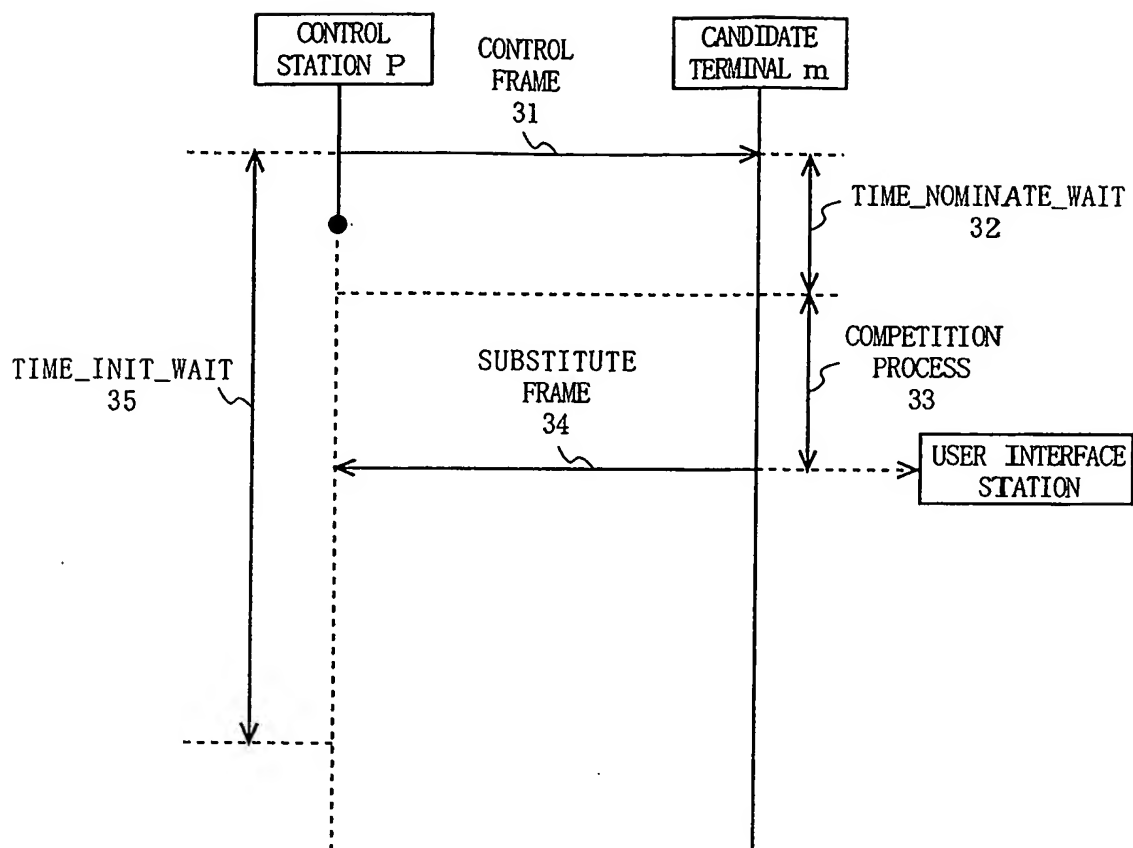 CONTROL
STATION P
CONTROL
FRAME
31
CANDIDATE
TERMINAL m
TIME_NOMINATE_WAIT
32
TIME_INIT_WAIT
35
SUBSTITUTE
FRAME
34
COMPETITION
PROCESS
33
USER INTERFACE
STATION